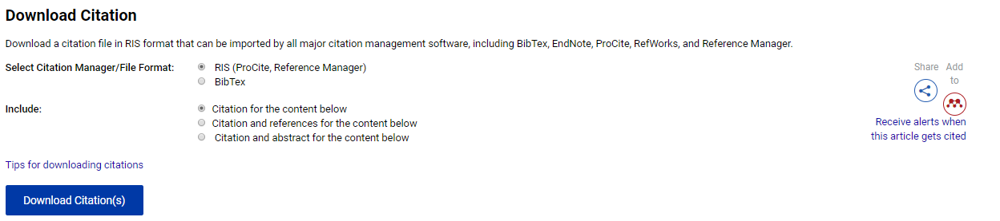 Download Citation
Download a citation file in RIS format that can be imported by all major citation management software, including BibTex, EndNote, ProCite, RefWorks, and Reference Manager.
Select Citation Manager/File Format:
RIS (ProCite, Reference Manager)
BibTex
Include:
Citation for the content below
Citation and references for the content below
Citation and abstract for the content below
Tips for downloading citations
Download Citation(s)
Share
Add
to
Receive alerts when
this article gets cited